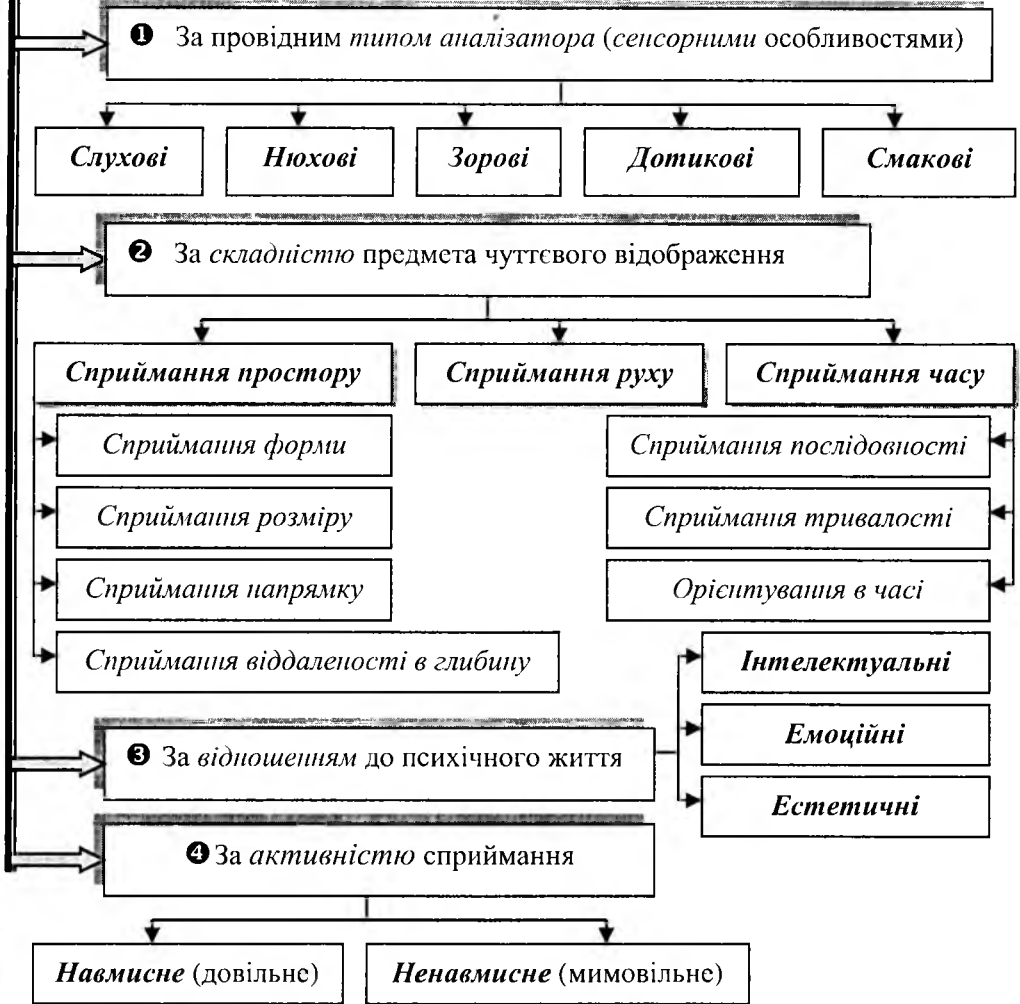 ❶ За провідним типом аналізатора (сенсорними особливостями)
Слухові
Нюхові
Зорові
Дотикові
Смакові
❷ За складністю предмета чуттєвого відображення
Сприймання простору
Сприймання руху
Сприймання часу
Сприймання форми
Сприймання послідовності
Сприймання розміру
Сприймання тривалості
Сприймання напрямку
Орієнтування в часі
Сприймання віддаленості в глибину
Інтелектуальні
❸ За відношенням до психічного життя
Емоційні
Естетичні
❹ За активністю сприймання
Навмисне (довільне)
Ненавмисне (мимовільне)